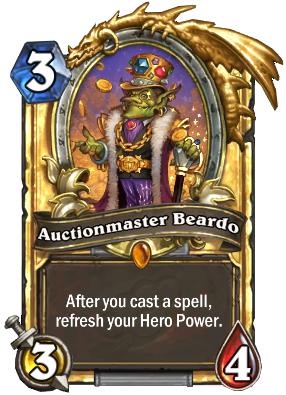 3
Auctionmaster Beardo
After you cast a spell,
refresh your Hero Power.
3
4